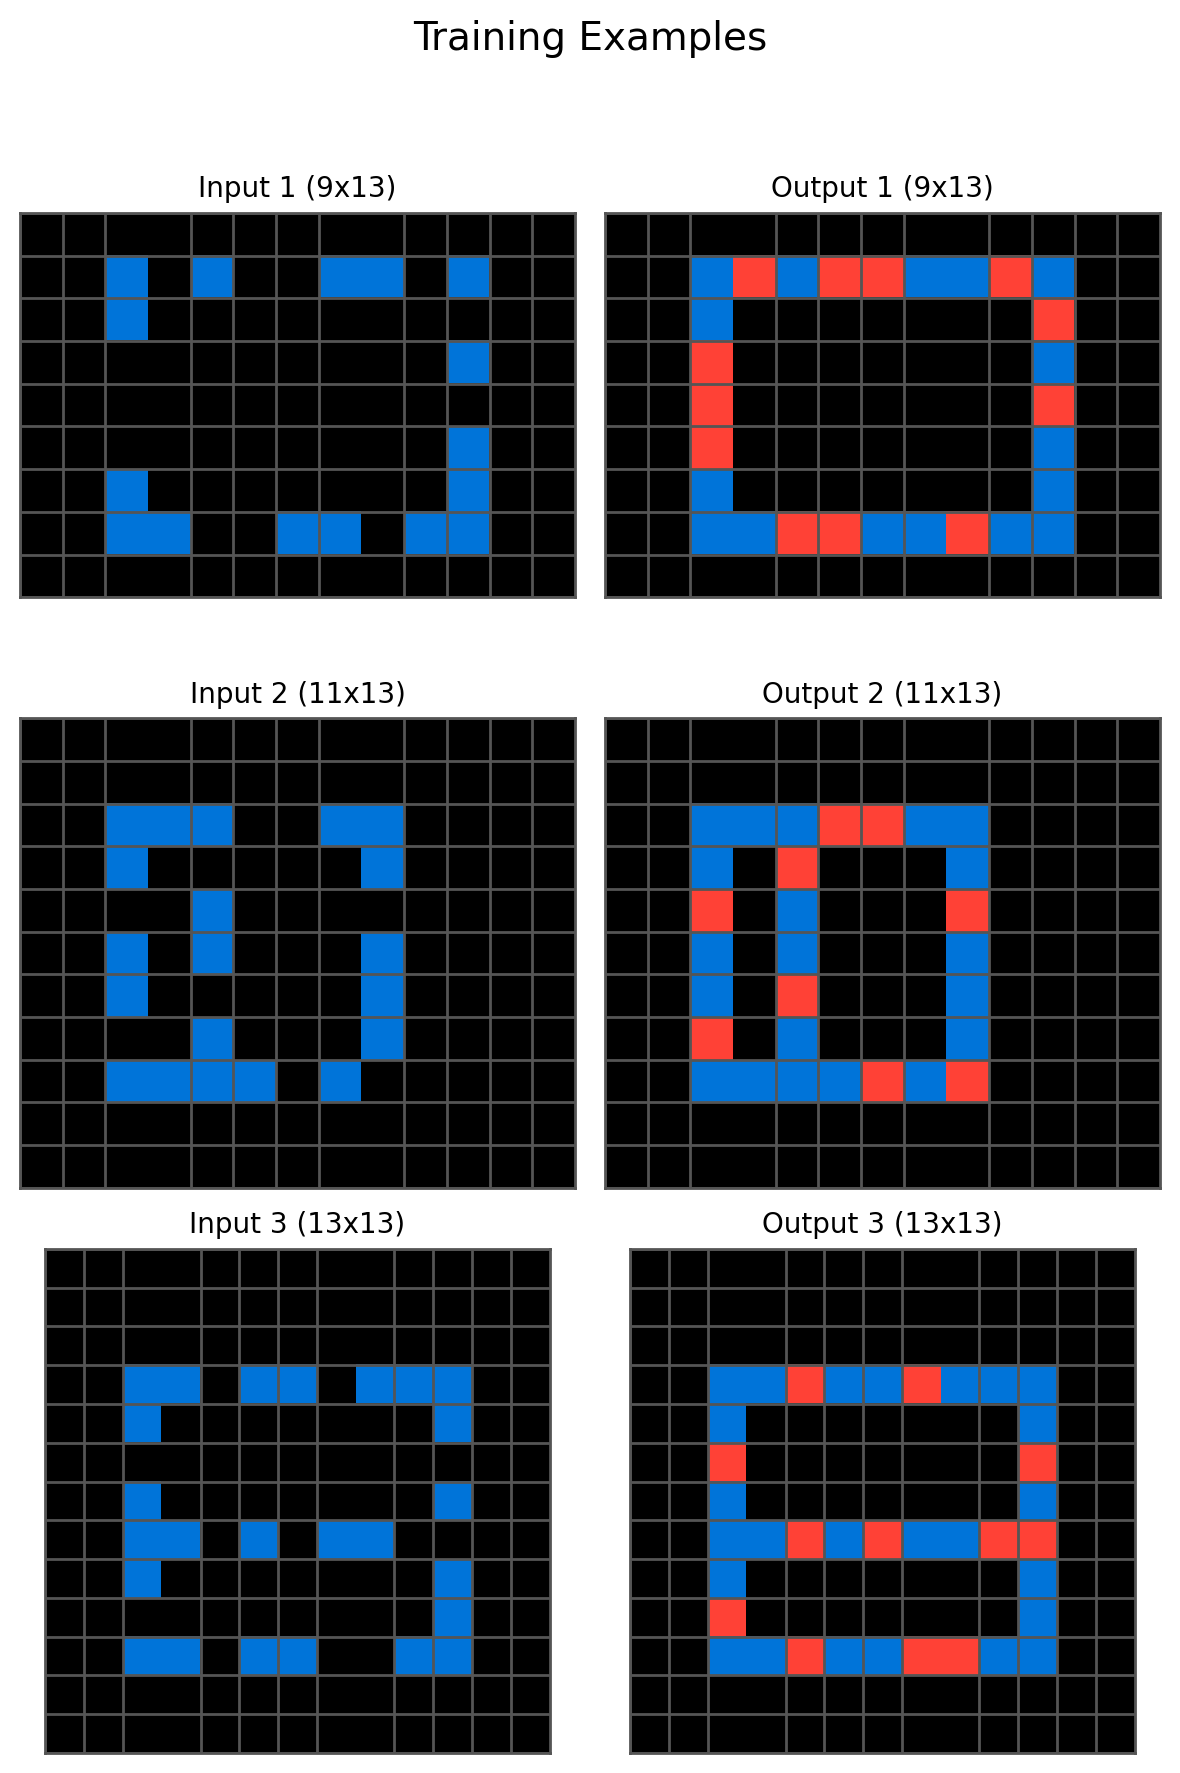 Training Examples
Input 1 (9x13)
Output 1 (9x13)
Input 2 (11x13)
Output 2 (11x13)
Input 3 (13x13)
Output 3 (13x13)